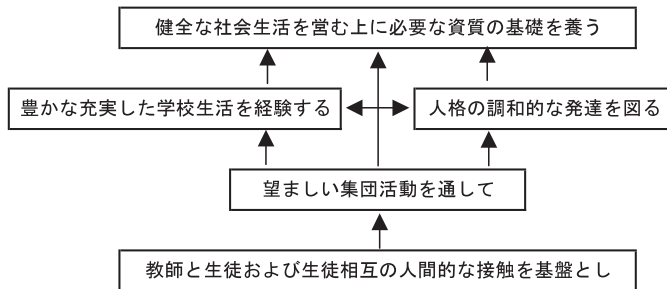 健全な社会生活を営む上に必要な資質の基礎を養う
豊かな充実した学校生活を経験する
人格の調和的な発達を図る
望ましい集団活動を通して
教師と生徒および生徒相互の人間的な接触を基盤とし